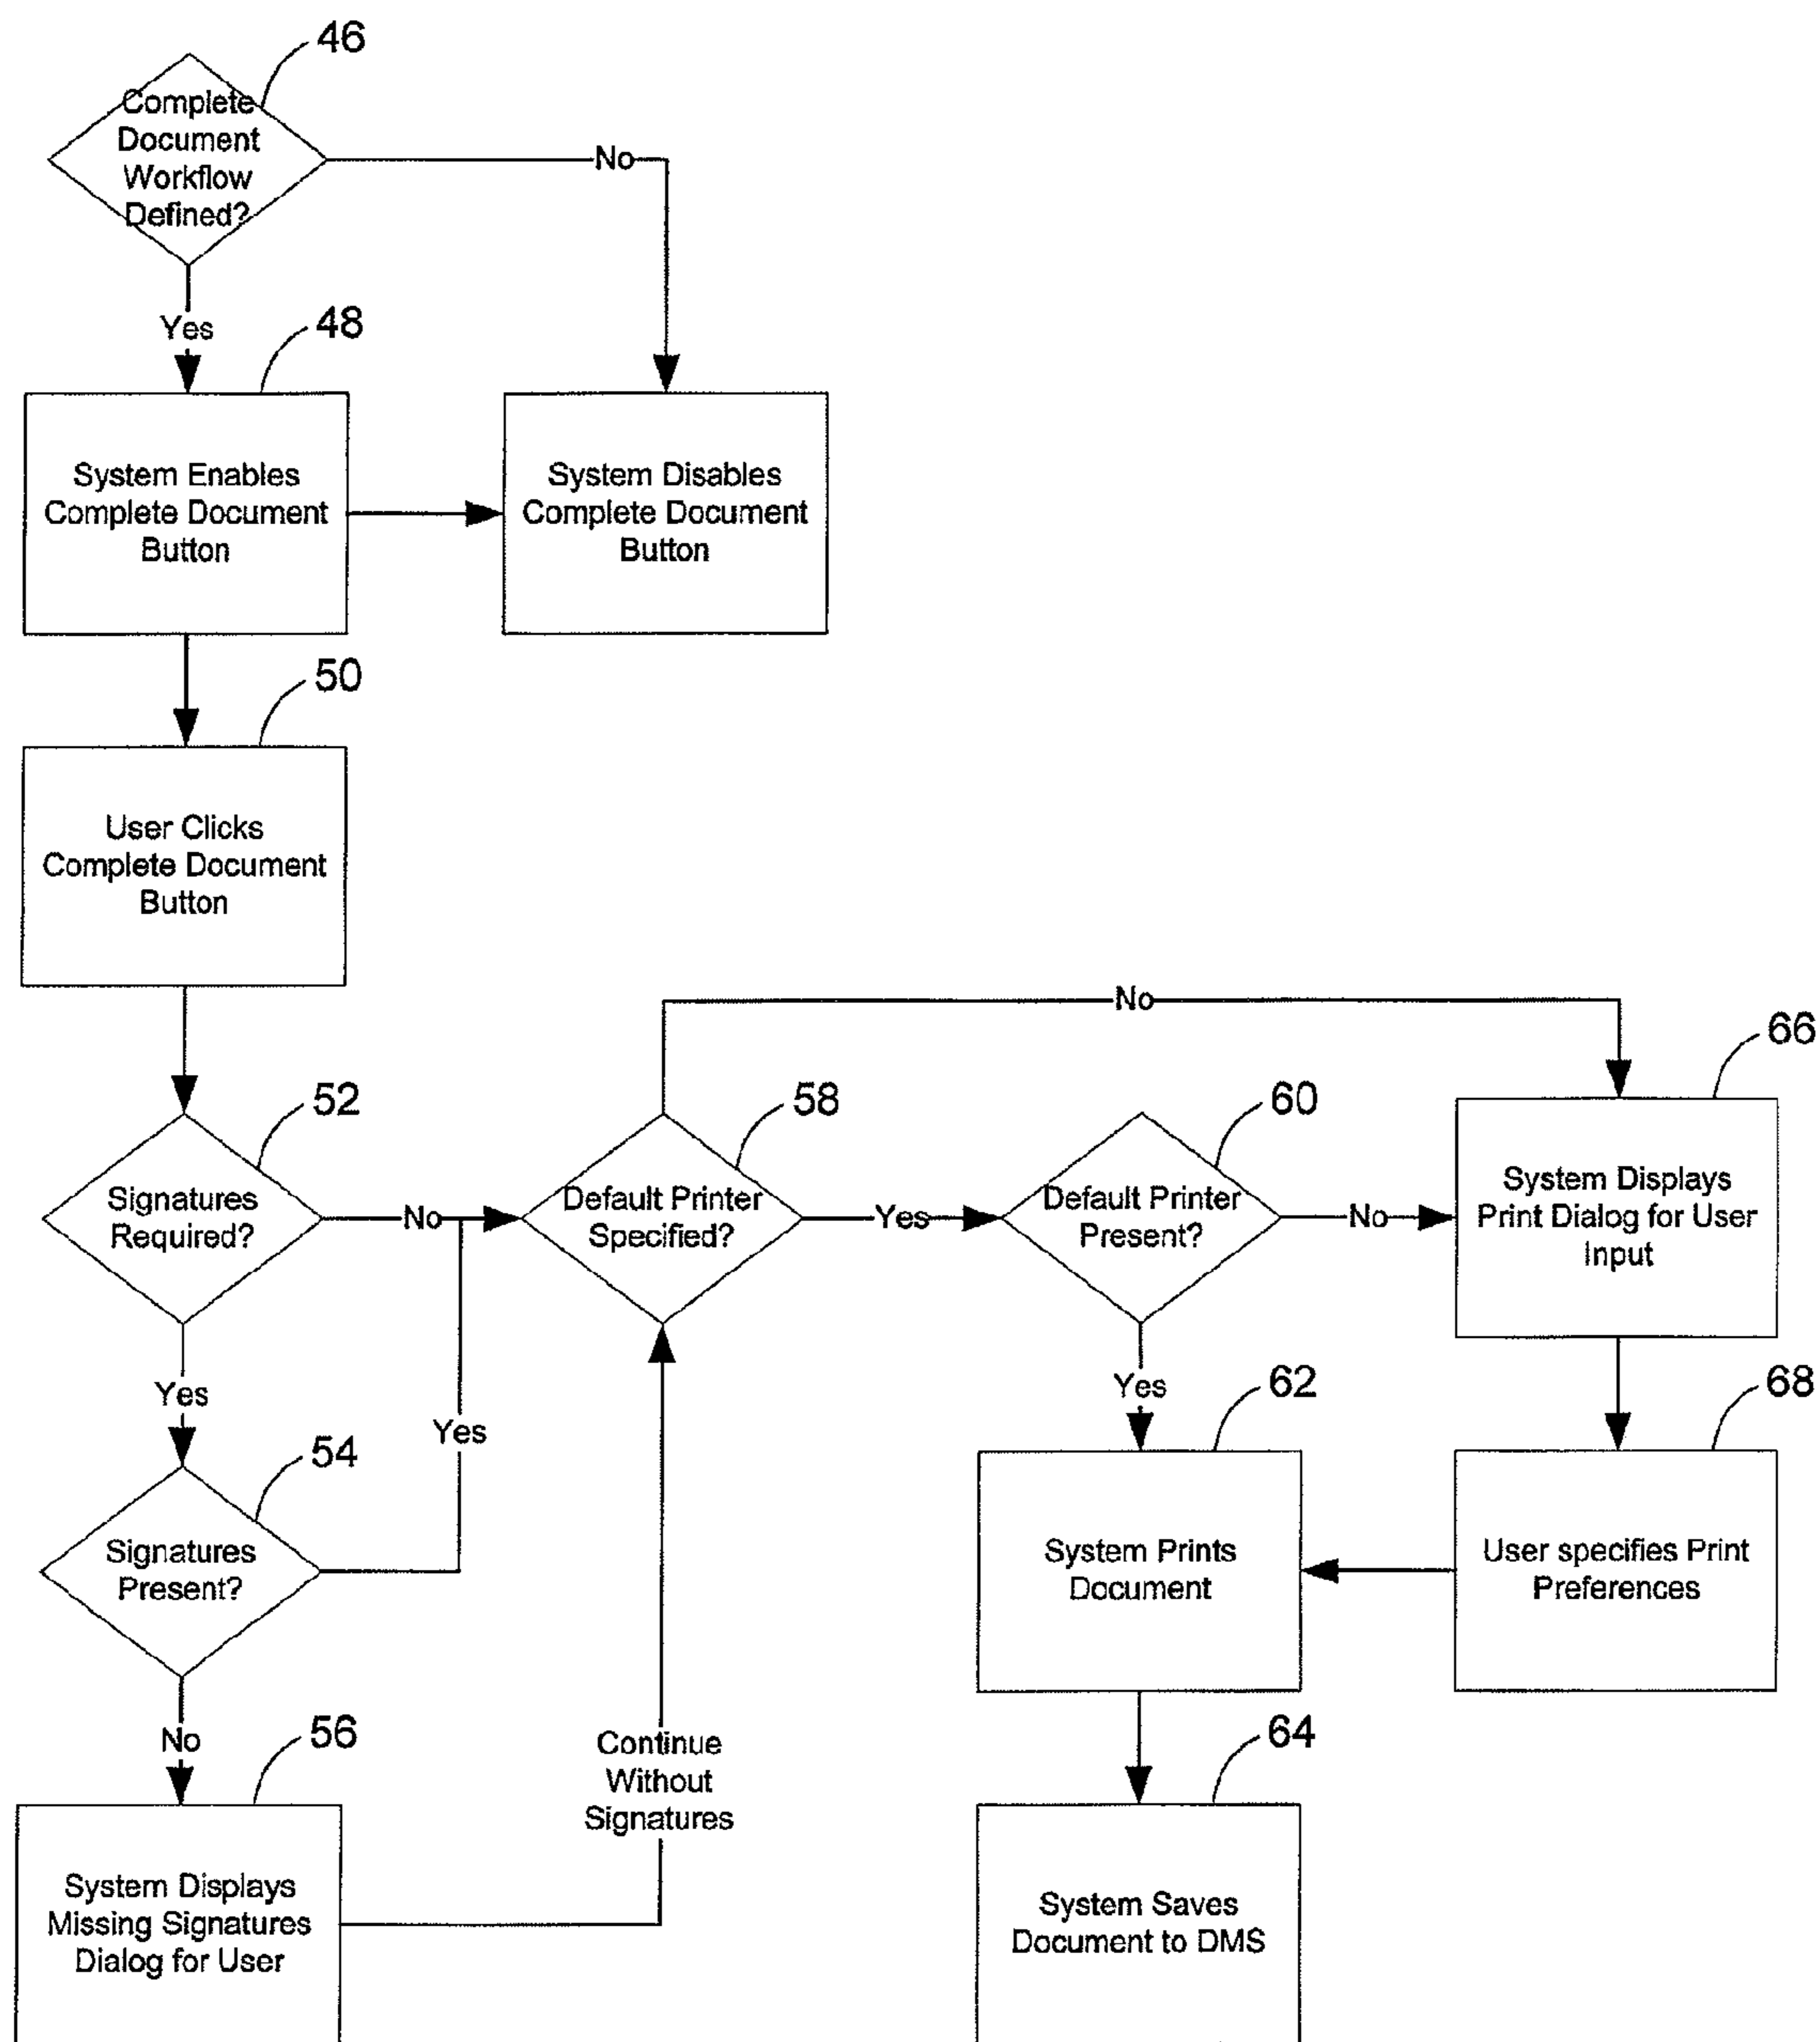 46
Complete
Document
Workflow
Defined?
No
Yes
48
System Enables
Complete Document
Button
System Disables
Complete Document
Button
50
User Clicks
Complete Document
Button
No
66
52
58
60
Signatures
Required?
No
Default Printer
Specified?
Yes
Default Printer
Present?
No
System Displays
Print Dialog for User
Input
Yes
Yes
Yes
62
68
54
Signatures
Present?
System Prints
Document
User specifies Print
Preferences
No
56
Continue
Without
Signatures
64
System Displays
Missing Signatures
Dialog for User
System Saves
Document to DMS